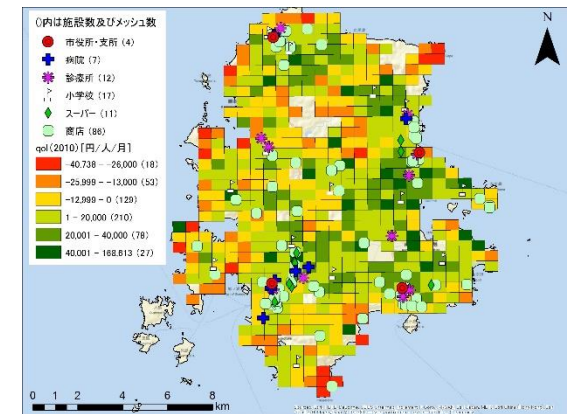 ()内は施設数及びメッシュ数
市役所・支所 (4)
病院 (7)
診療所 (12)
小学校 (17)
スーパー (11)
商店 (86)
qol(2010) [円/人/月]
-40,738 - -26,000 (18)
-25,999 - -13,000 (53)
-12,999 - 0 (129)
1 - 20,000 (210)
20,001 - 40,000 (78)
40,001 - 168,613 (27)
N
0 1 2 4 6 8
km